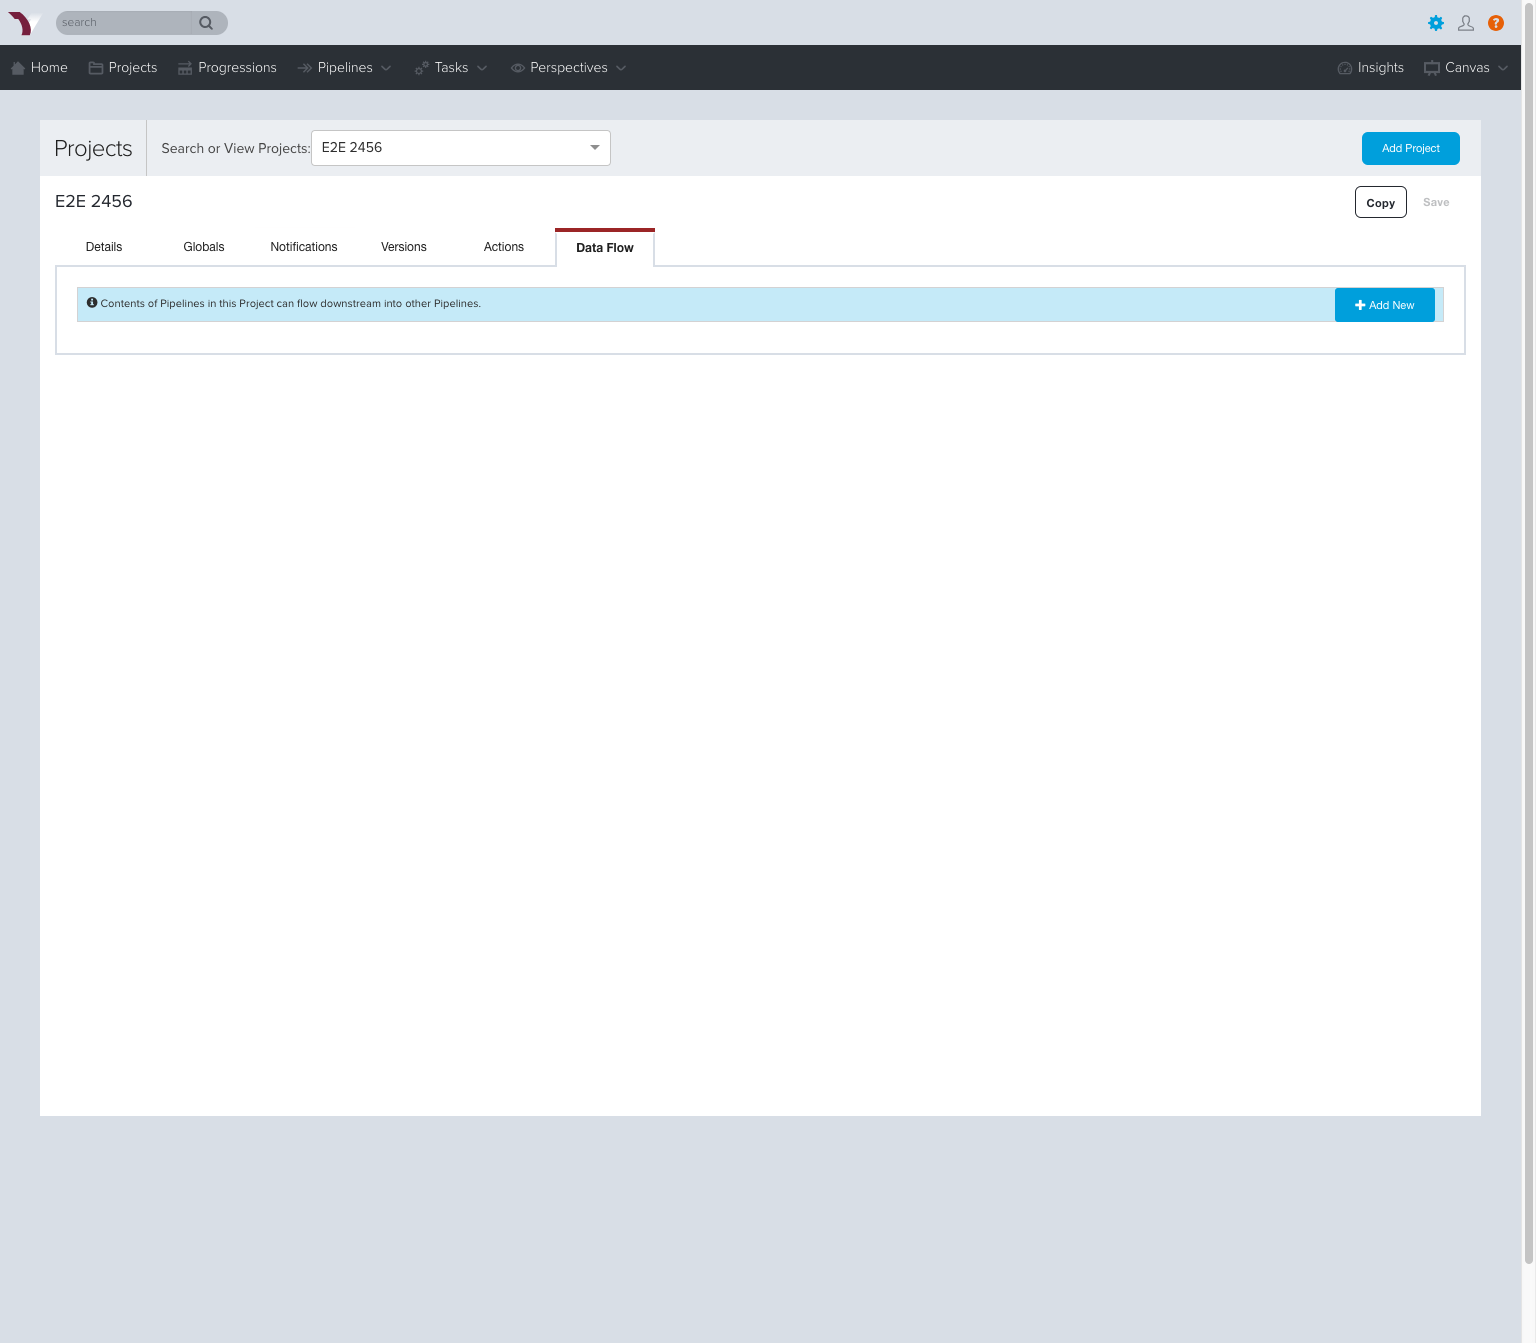 search
Home
Projects
Progressions
Pipelines
Tasks
Perspectives
Insights
Canvas
Projects
Search or View Projects:
E2E 2456
Add Project
E2E 2456
Copy
Save
Details
Globals
Notifications
Versions
Actions
Data Flow
Contents of Pipelines in this Project can flow downstream into other Pipelines.
Add New